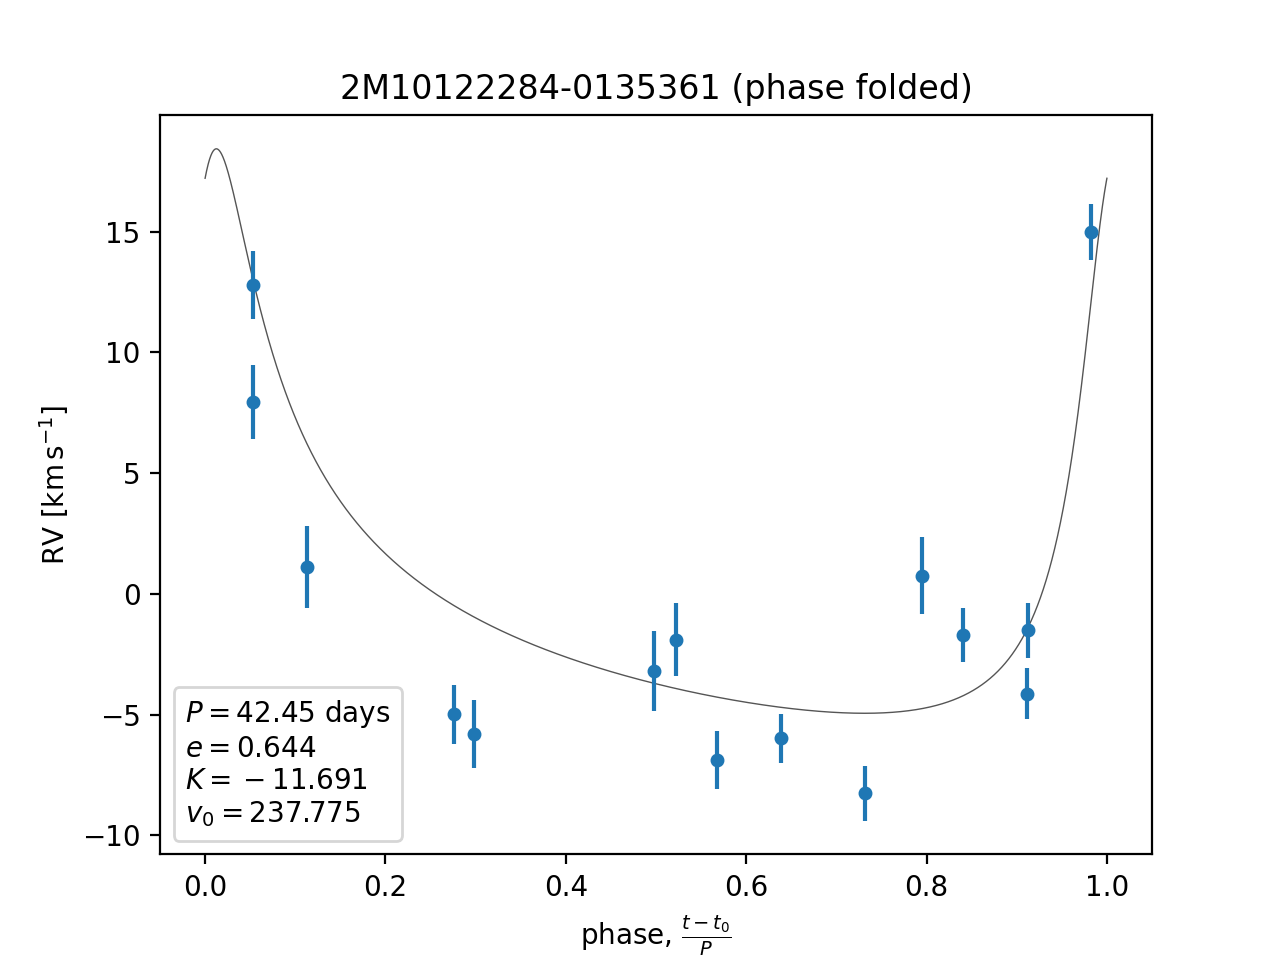 2M10122284-0135361 (phase folded)
RV [km s⁻¹]
15
10
5
0
−5
−10
P = 42.45 days
e = 0.644
K = −11.691
v₀ = 237.775
0.0 0.2 0.4 0.6 0.8 1.0
phase, (t − t₀)/P